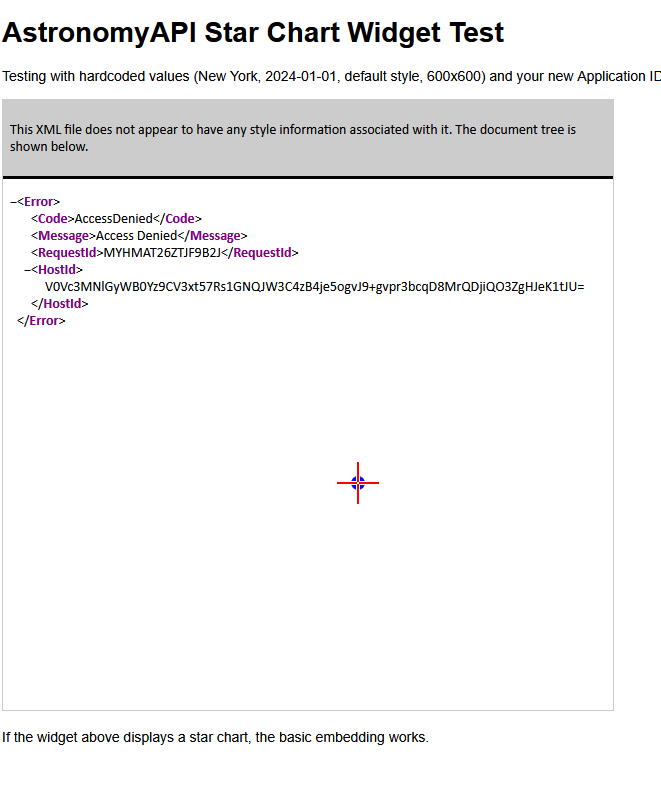 AstronomyAPI Star Chart Widget Test
Testing with hardcoded values (New York, 2024-01-01, default style, 600x600) and your new Application ID
This XML file does not appear to have any style information associated with it. The document tree is
shown below.
–<Error>
<Code>AccessDenied</Code>
<Message>Access Denied</Message>
<RequestId>MYHMAT26ZTJF9B2J</RequestId>
–<HostId>
V0Vc3MNlGyWB0Yz9CV3xt57Rs1GNQJW3C4zB4je5ogvJ9+gvpr3bcqD8MrQDjiQO3ZgHJeK1tJU=
</HostId>
</Error>
If the widget above displays a star chart, the basic embedding works.